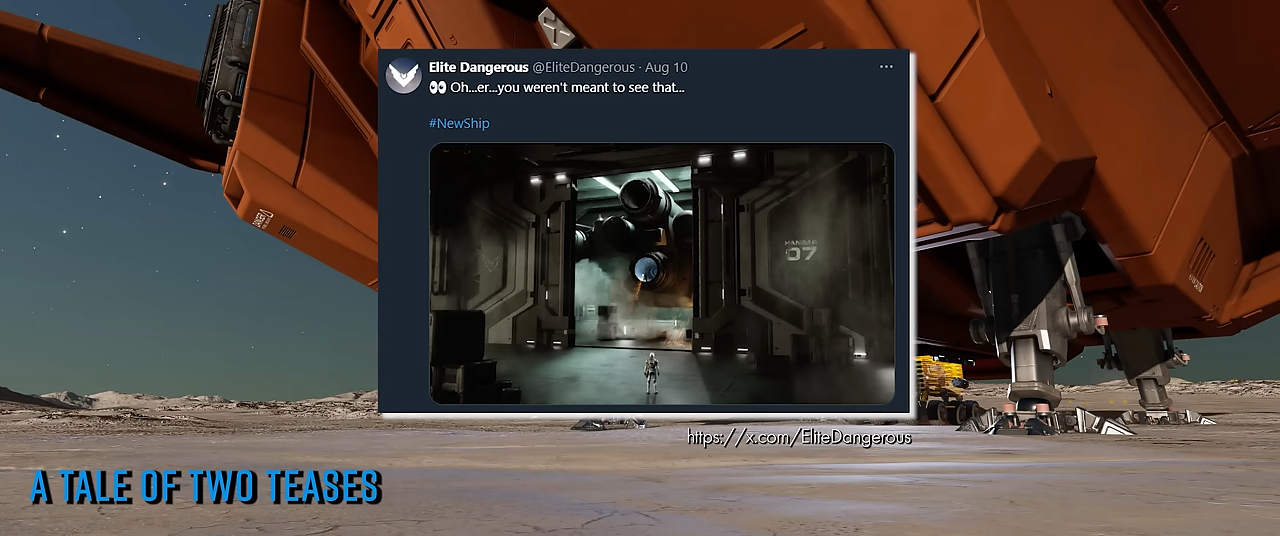 Elite Dangerous @EliteDangerous · Aug 10
👀 Oh...er...you weren't meant to see that...
#NewShip
HANGAR
07
https://x.com/EliteDangerous
A TALE OF TWO TEASES